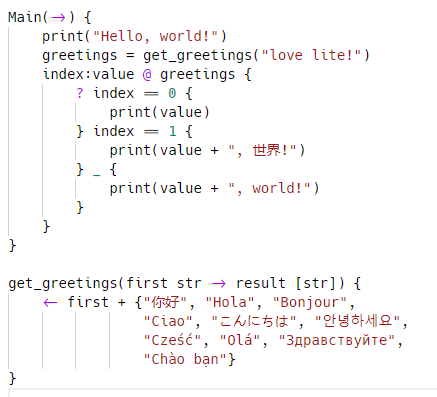 Main(->) {
    print("Hello, world!")
    greetings = get_greetings("love lite!")
    index:value @ greetings {
        ? index == 0 {
            print(value)
        } index == 1 {
            print(value + ", 世界!")
        } _ {
            print(value + ", world!")
        }
    }
}

get_greetings(first str -> result [str]) {
    <- first + {"你好", "Hola", "Bonjour",
                "Ciao", "こんにちは", "안녕하세요",
                "Cześć", "Olá", "Здравствуйте",
                "Chào bạn"}
}